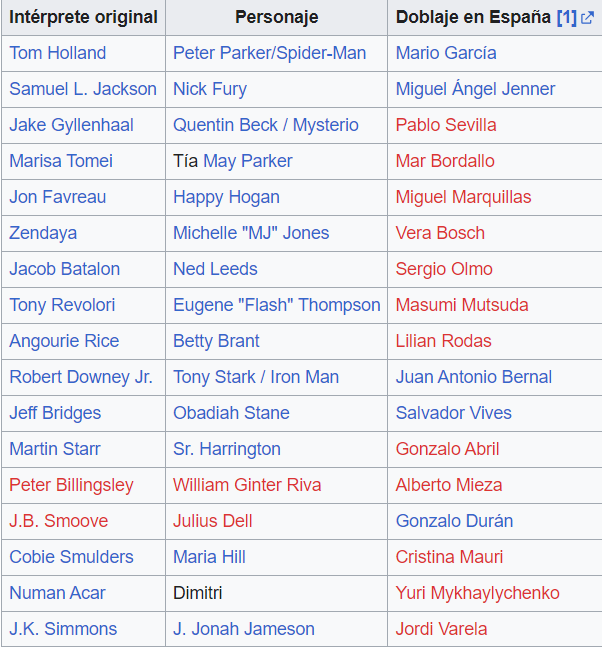 Intérprete original Personaje Doblaje en España [1]
Tom Holland Peter Parker/Spider-Man Mario García
Samuel L. Jackson Nick Fury Miguel Ángel Jenner
Jake Gyllenhaal Quentin Beck / Mysterio Pablo Sevilla
Marisa Tomei Tía May Parker Mar Bordallo
Jon Favreau Happy Hogan Miguel Marquillas
Zendaya Michelle "MJ" Jones Vera Bosch
Jacob Batalon Ned Leeds Sergio Olmo
Tony Revolori Eugene "Flash" Thompson Masumi Mutsuda
Angourie Rice Betty Brant Lilian Rodas
Robert Downey Jr. Tony Stark / Iron Man Juan Antonio Bernal
Jeff Bridges Obadiah Stane Salvador Vives
Martin Starr Sr. Harrington Gonzalo Abril
Peter Billingsley William Ginter Riva Alberto Mieza
J.B. Smoove Julius Dell Gonzalo Durán
Cobie Smulders Maria Hill Cristina Mauri
Numan Acar Dimitri Yuri Mykhaylychenko
J.K. Simmons J. Jonah Jameson Jordi Varela